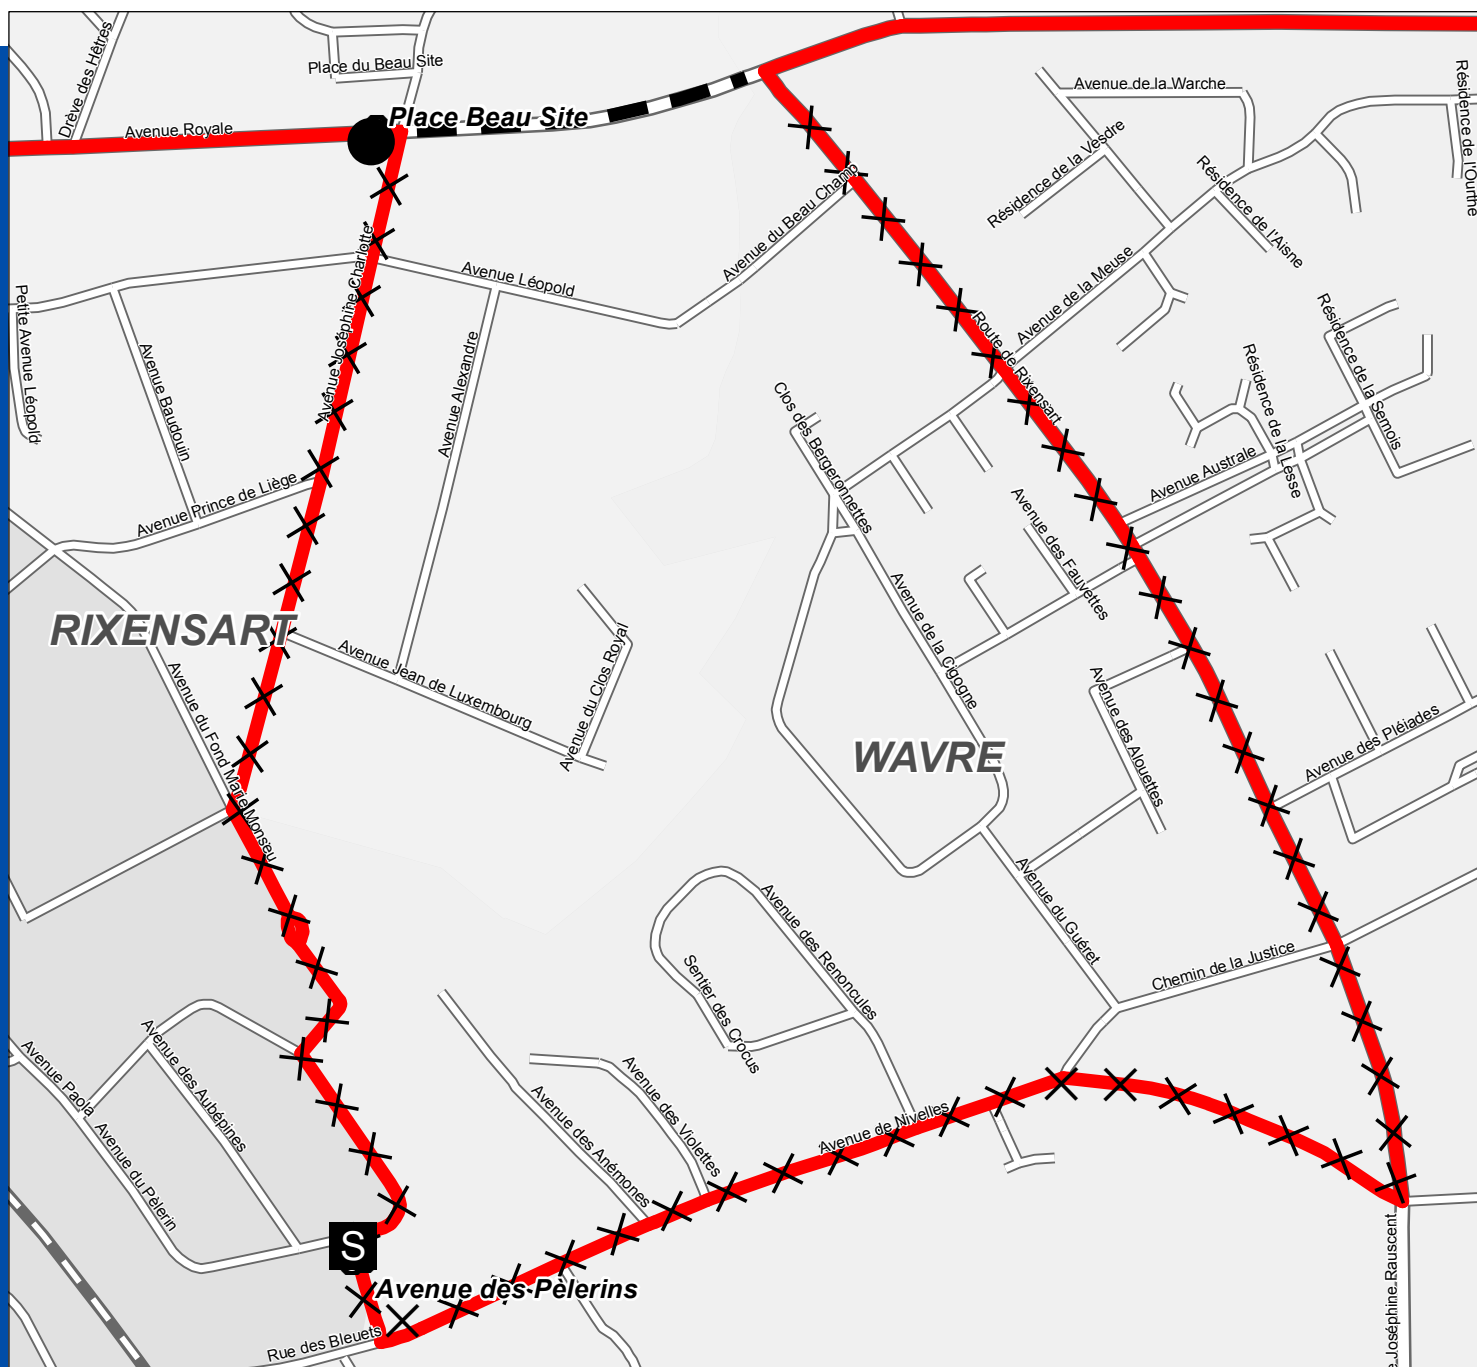 Drève des Hêtres
Place du Beau Site
Place Beau Site
Avenue Royale
Avenue de la Warche
Résidence de l'Ourthe
Résidence de la Vesdre
Résidence de l'Aisne
Avenue du Beau Champ
Avenue de la Meuse
Avenue Joséphine Charlotte
Avenue Léopold
Petite Avenue Léopold
Avenue Baudouin
Avenue Alexandre
Route de Rixensart
Résidence de la Semois
Résidence de la Lesse
Clos des Bergeronnettes
Avenue Australe
Avenue Prince de Liège
Avenue des Fauvettes
RIXENSART
Avenue de la Cigogne
Avenue Jean de Luxembourg
Avenue du Clos Royal
Avenue du Fond Marie Monseu
Avenue des Alouettes
WAVRE
Avenue des Pléiades
Avenue du Guéret
Avenue des Renoncules
Sentier des Crocus
Chemin de la Justice
Avenue Paola
Avenue des Aubépines
Avenue du Pèlerin
Avenue des Anémones
Avenue des Violettes
Avenue de Nivelles
S
Avenue des Pèlerins
Rue des Bleuets
Joséphine Rauscent